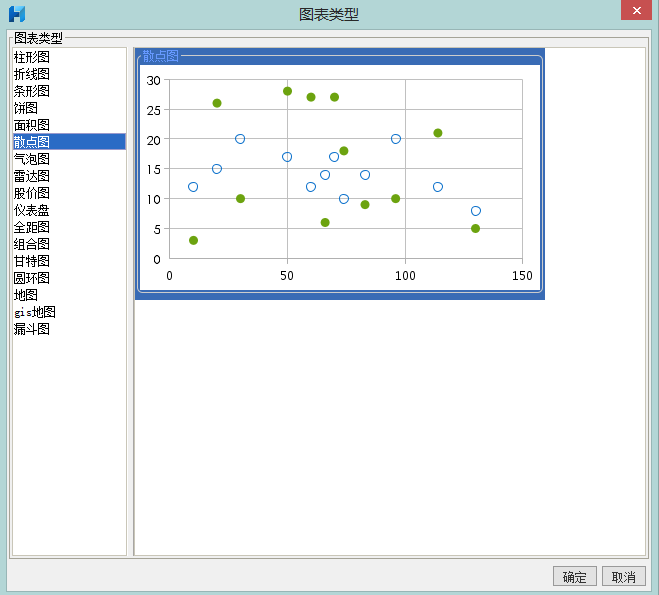 图表类型
图表类型
柱形图
折线图
条形图
饼图
面积图
散点图
气泡图
雷达图
股价图
仪表盘
全距图
组合图
甘特图
圆环图
地图
gis地图
漏斗图
散点图
30
25
20
15
10
5
0
0 50 100 150
确定 取消